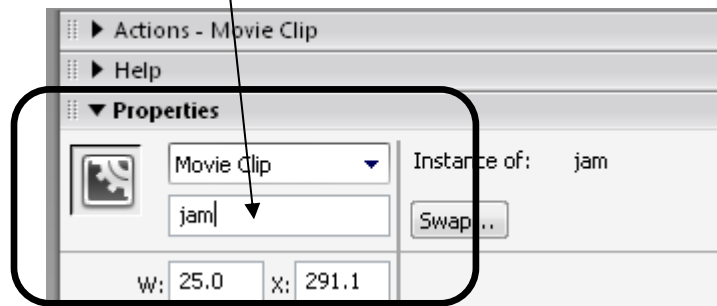 Actions - Movie Clip
Help
Properties
Movie Clip Instance of: jam
jam Swap...
W: 25.0 X: 291.1